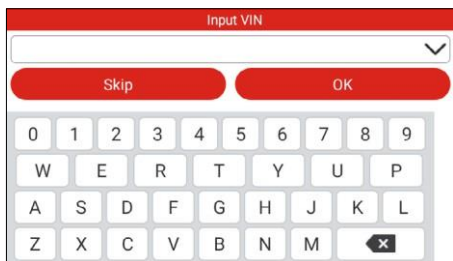 Input VIN
Skip OK
0 1 2 3 4 5 6 7 8 9
W E R T Y U P
A S D F G H J K L
Z X C V B N M